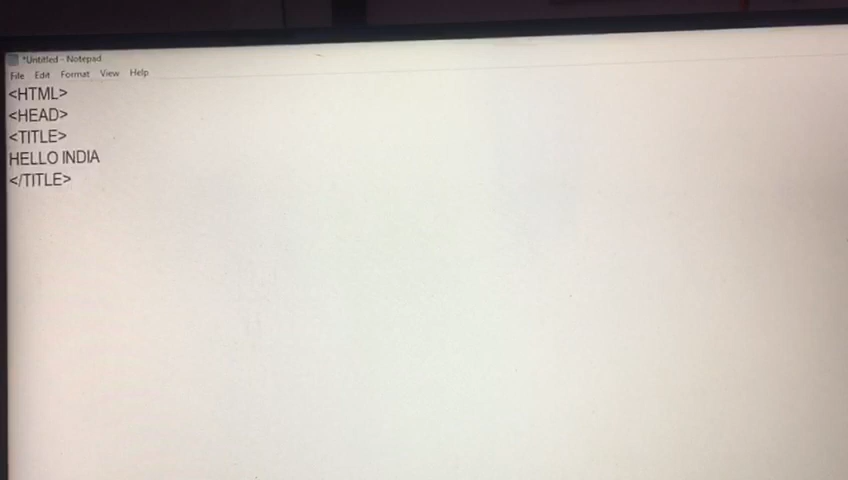 *Untitled - Notepad
File Edit Format View Help
<HTML>
<HEAD>
<TITLE>
HELLO INDIA
</TITLE>